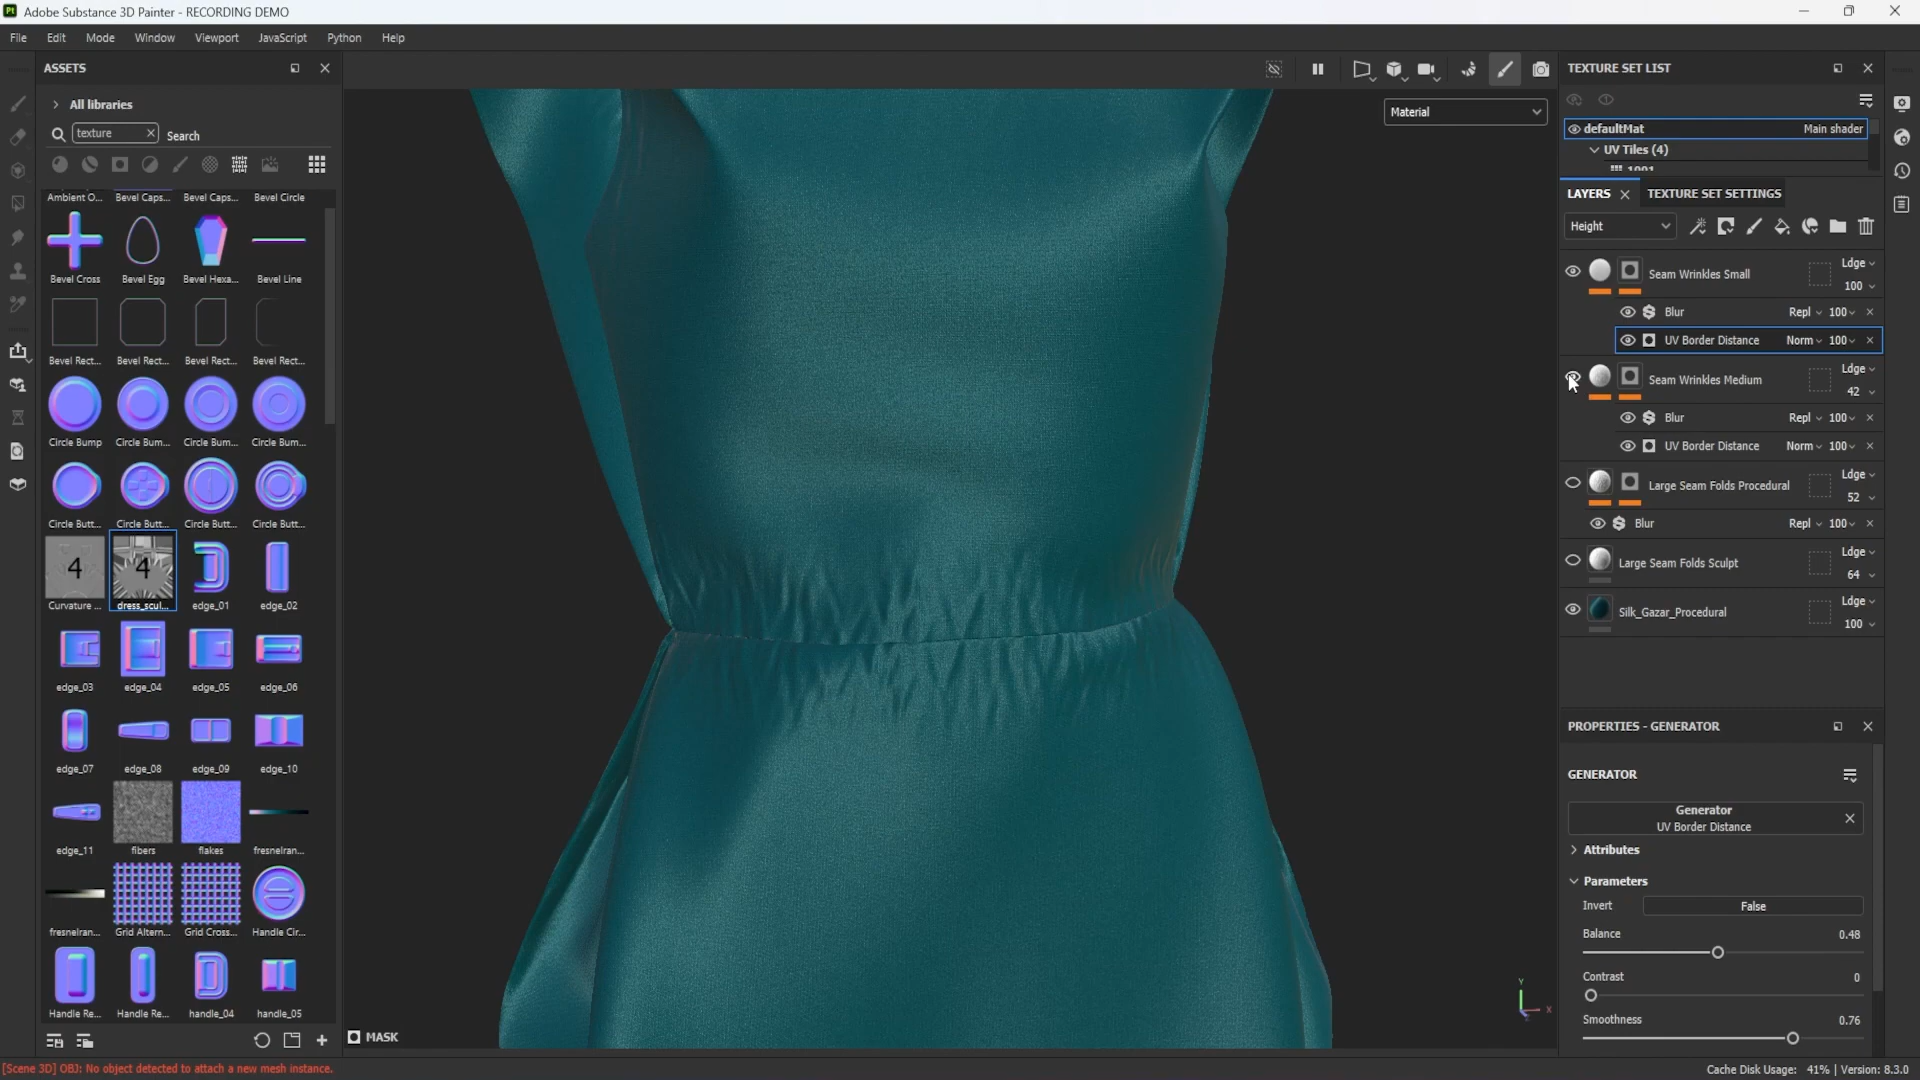 Adobe Substance 3D Painter - RECORDING DEMO
File Edit Mode Window Viewport JavaScript Python Help
ASSETS
All libraries
texture Search
Ambient O... Bevel Caps... Bevel Caps... Bevel Circle
Bevel Cross Bevel Egg Bevel Hexa... Bevel Line
Bevel Rect... Bevel Rect... Bevel Rect... Bevel Rect...
Circle Bump Circle Bum... Circle Bum... Circle Bum...
Circle Butt... Circle Butt... Circle Butt... Circle Butt...
4 4
Curvature ... dress_scul... edge_01 edge_02
edge_03 edge_04 edge_05 edge_06
edge_07 edge_08 edge_09 edge_10
edge_11 fibers flakes fresnelran...
fresnelran... Grid Altern... Grid Cross... Handle Cir...
Handle Re... Handle Re... handle_04 handle_05
Material
Y
X
MASK
TEXTURE SET LIST
defaultMat Main shader
UV Tiles (4)
1001
LAYERS TEXTURE SET SETTINGS
Height
Seam Wrinkles Small Ldge 100
Blur Repl 100
UV Border Distance Norm 100
Seam Wrinkles Medium Ldge 42
Blur Repl 100
UV Border Distance Norm 100
Large Seam Folds Procedural Ldge 52
Blur Repl 100
Large Seam Folds Sculpt Ldge 64
Silk_Gazar_Procedural Ldge 100
PROPERTIES - GENERATOR
GENERATOR
Generator
UV Border Distance
Attributes
Parameters
Invert False
Balance 0.48
Contrast 0
Smoothness 0.76
[Scene 3D] OBJ: No object detected to attach a new mesh instance.
Cache Disk Usage: 41% | Version: 8.3.0